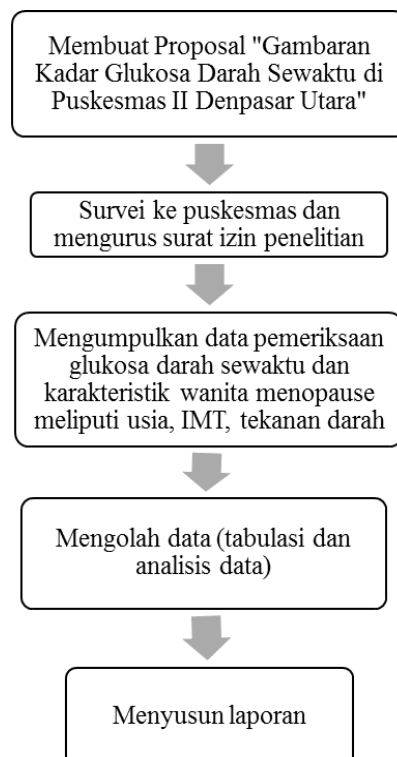 Membuat Proposal "Gambaran
Kadar Glukosa Darah Sewaktu di
Puskesmas II Denpasar Utara"
Survei ke puskesmas dan
mengurus surat izin penelitian
Mengumpulkan data pemeriksaan
glukosa darah sewaktu dan
karakteristik wanita menopause
meliputi usia, IMT, tekanan darah
Mengolah data (tabulasi dan
analisis data)
Menyusun laporan